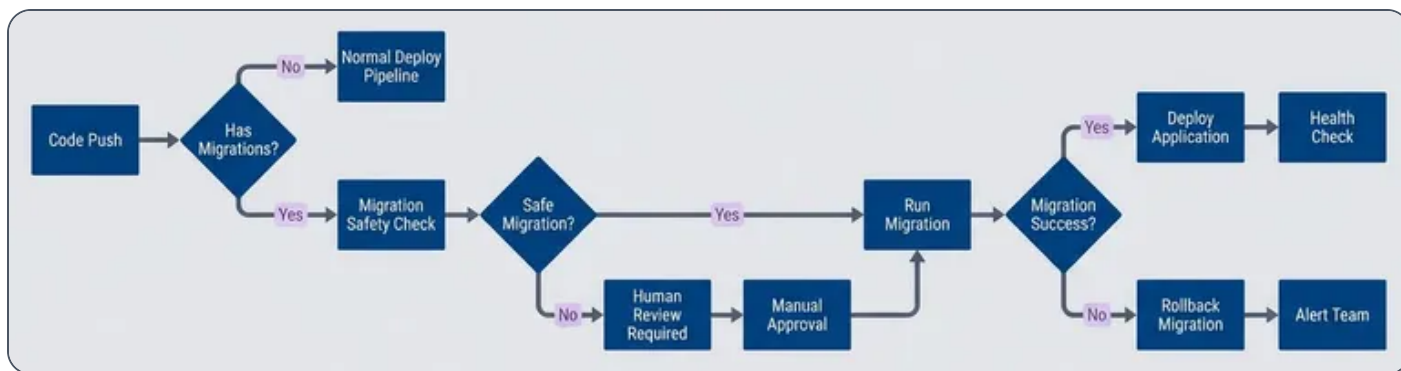 Code Push
Has
Migrations?
No
Normal Deploy
Pipeline
Yes
Migration
Safety Check
Safe
Migration?
Yes
No
Human
Review
Required
Manual
Approval
Run
Migration
Migration
Success?
Yes
Deploy
Application
Health
Check
No
Rollback
Migration
Alert Team